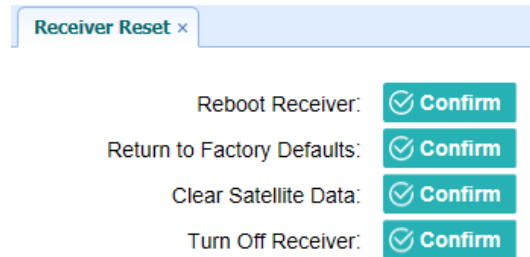 Receiver Reset ×
Reboot Receiver: Confirm
Return to Factory Defaults: Confirm
Clear Satellite Data: Confirm
Turn Off Receiver: Confirm